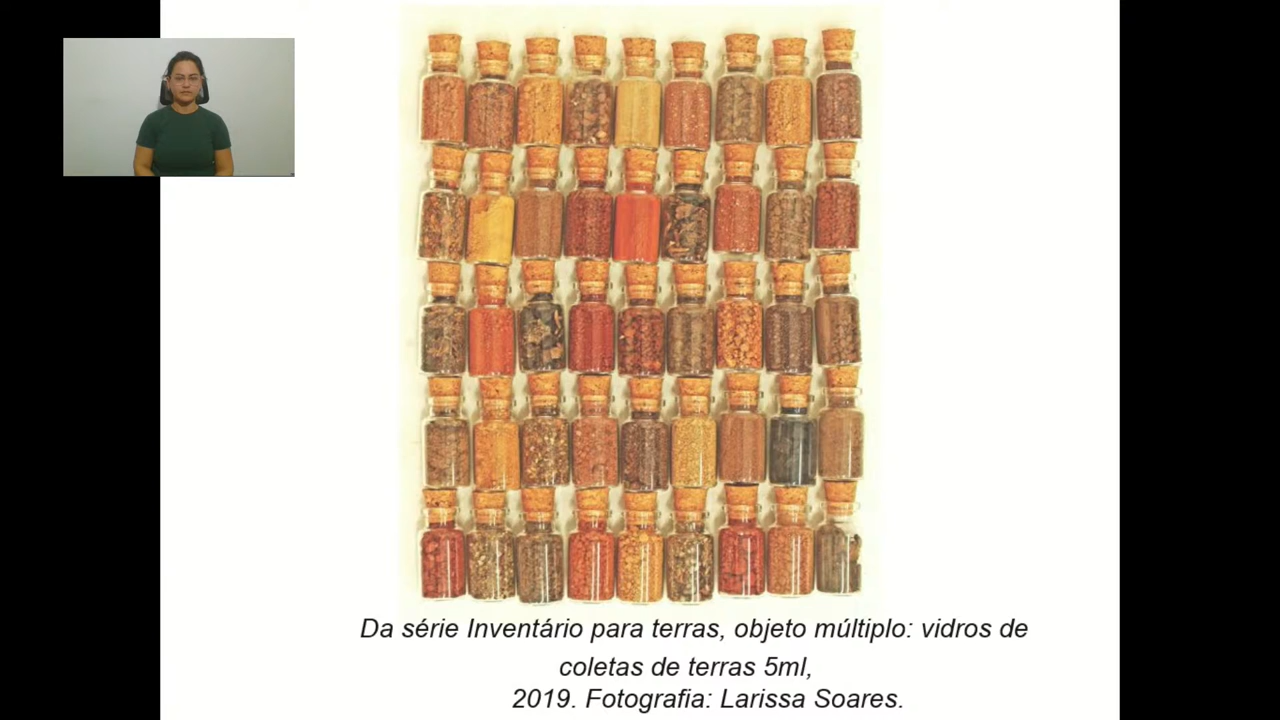 Da série Inventário para terras, objeto múltiplo: vidros de
coletas de terras 5ml,
2019. Fotografia: Larissa Soares.